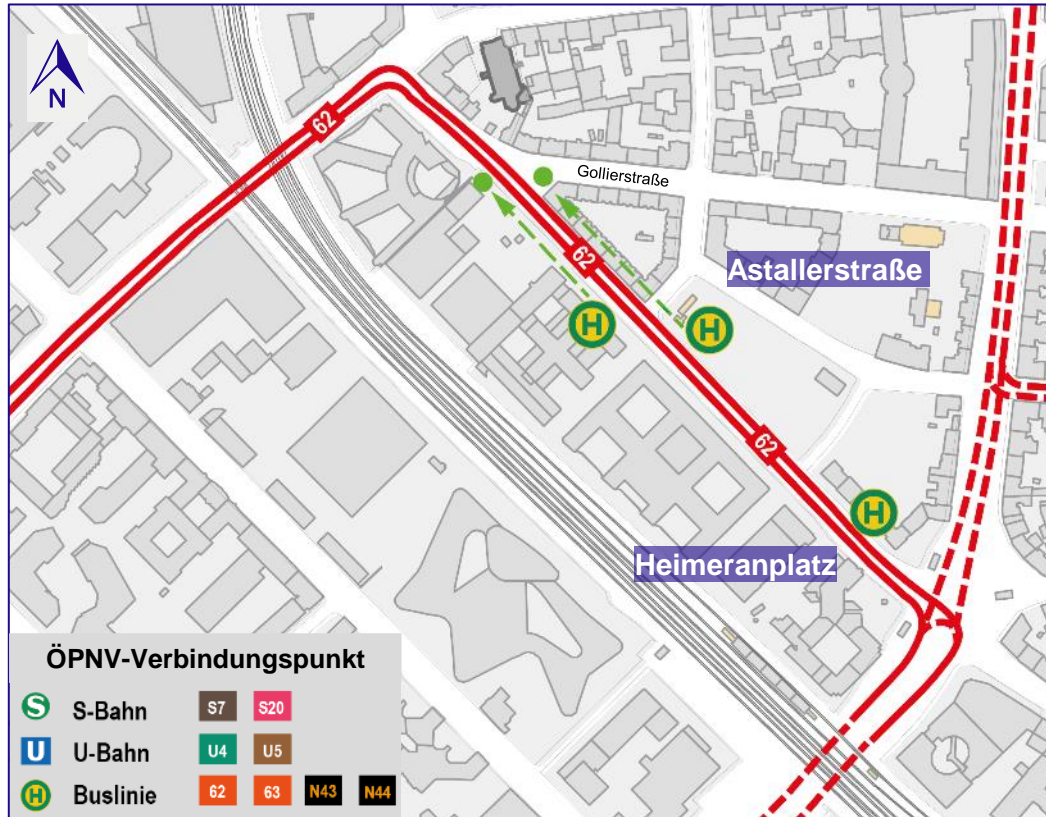 N
62
Gollierstraße
62
Astallerstraße
H
H
62
H
Heimeranplatz
ÖPNV-Verbindungspunkt
S S-Bahn S7 S20
U U-Bahn U4 U5
H Buslinie 62 63 N43 N44